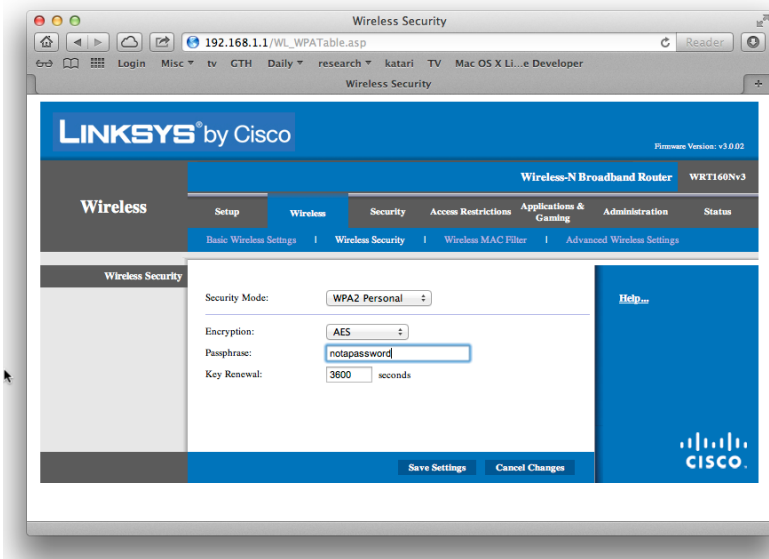 Wireless Security
192.168.1.1/WL_WPATable.asp
Reader
Login Misc tv GTH Daily research katari TV Mac OS X Li...e Developer
Wireless Security
LINKSYS® by Cisco
Firmware Version: v3.0.02
Wireless-N Broadband Router WRT160Nv3
Wireless
Setup Wireless Security Access Restrictions Applications & Gaming Administration Status
Basic Wireless Settings | Wireless Security | Wireless MAC Filter | Advanced Wireless Settings
Wireless Security
Security Mode: WPA2 Personal
Help...
Encryption: AES
Passphrase: notapassword
Key Renewal: 3600 seconds
CISCO.
Save Settings Cancel Changes